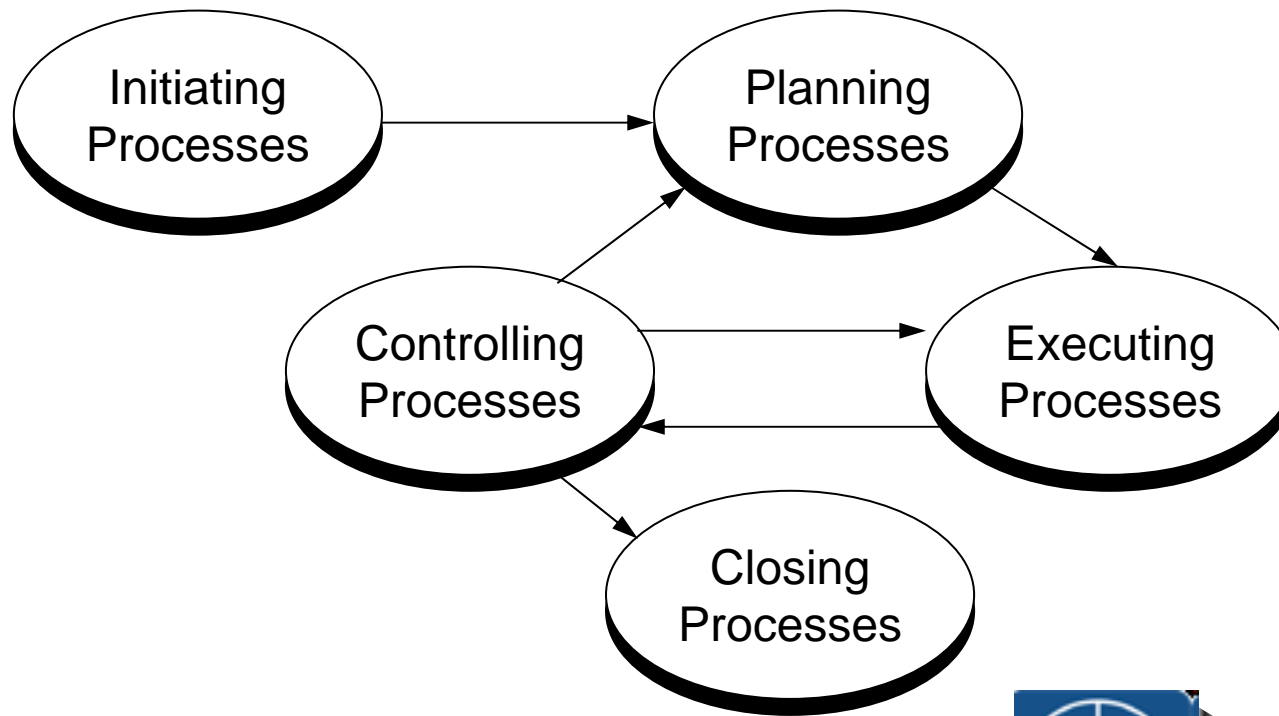 Initiating
Processes
Planning
Processes
Controlling
Processes
Executing
Processes
Closing
Processes